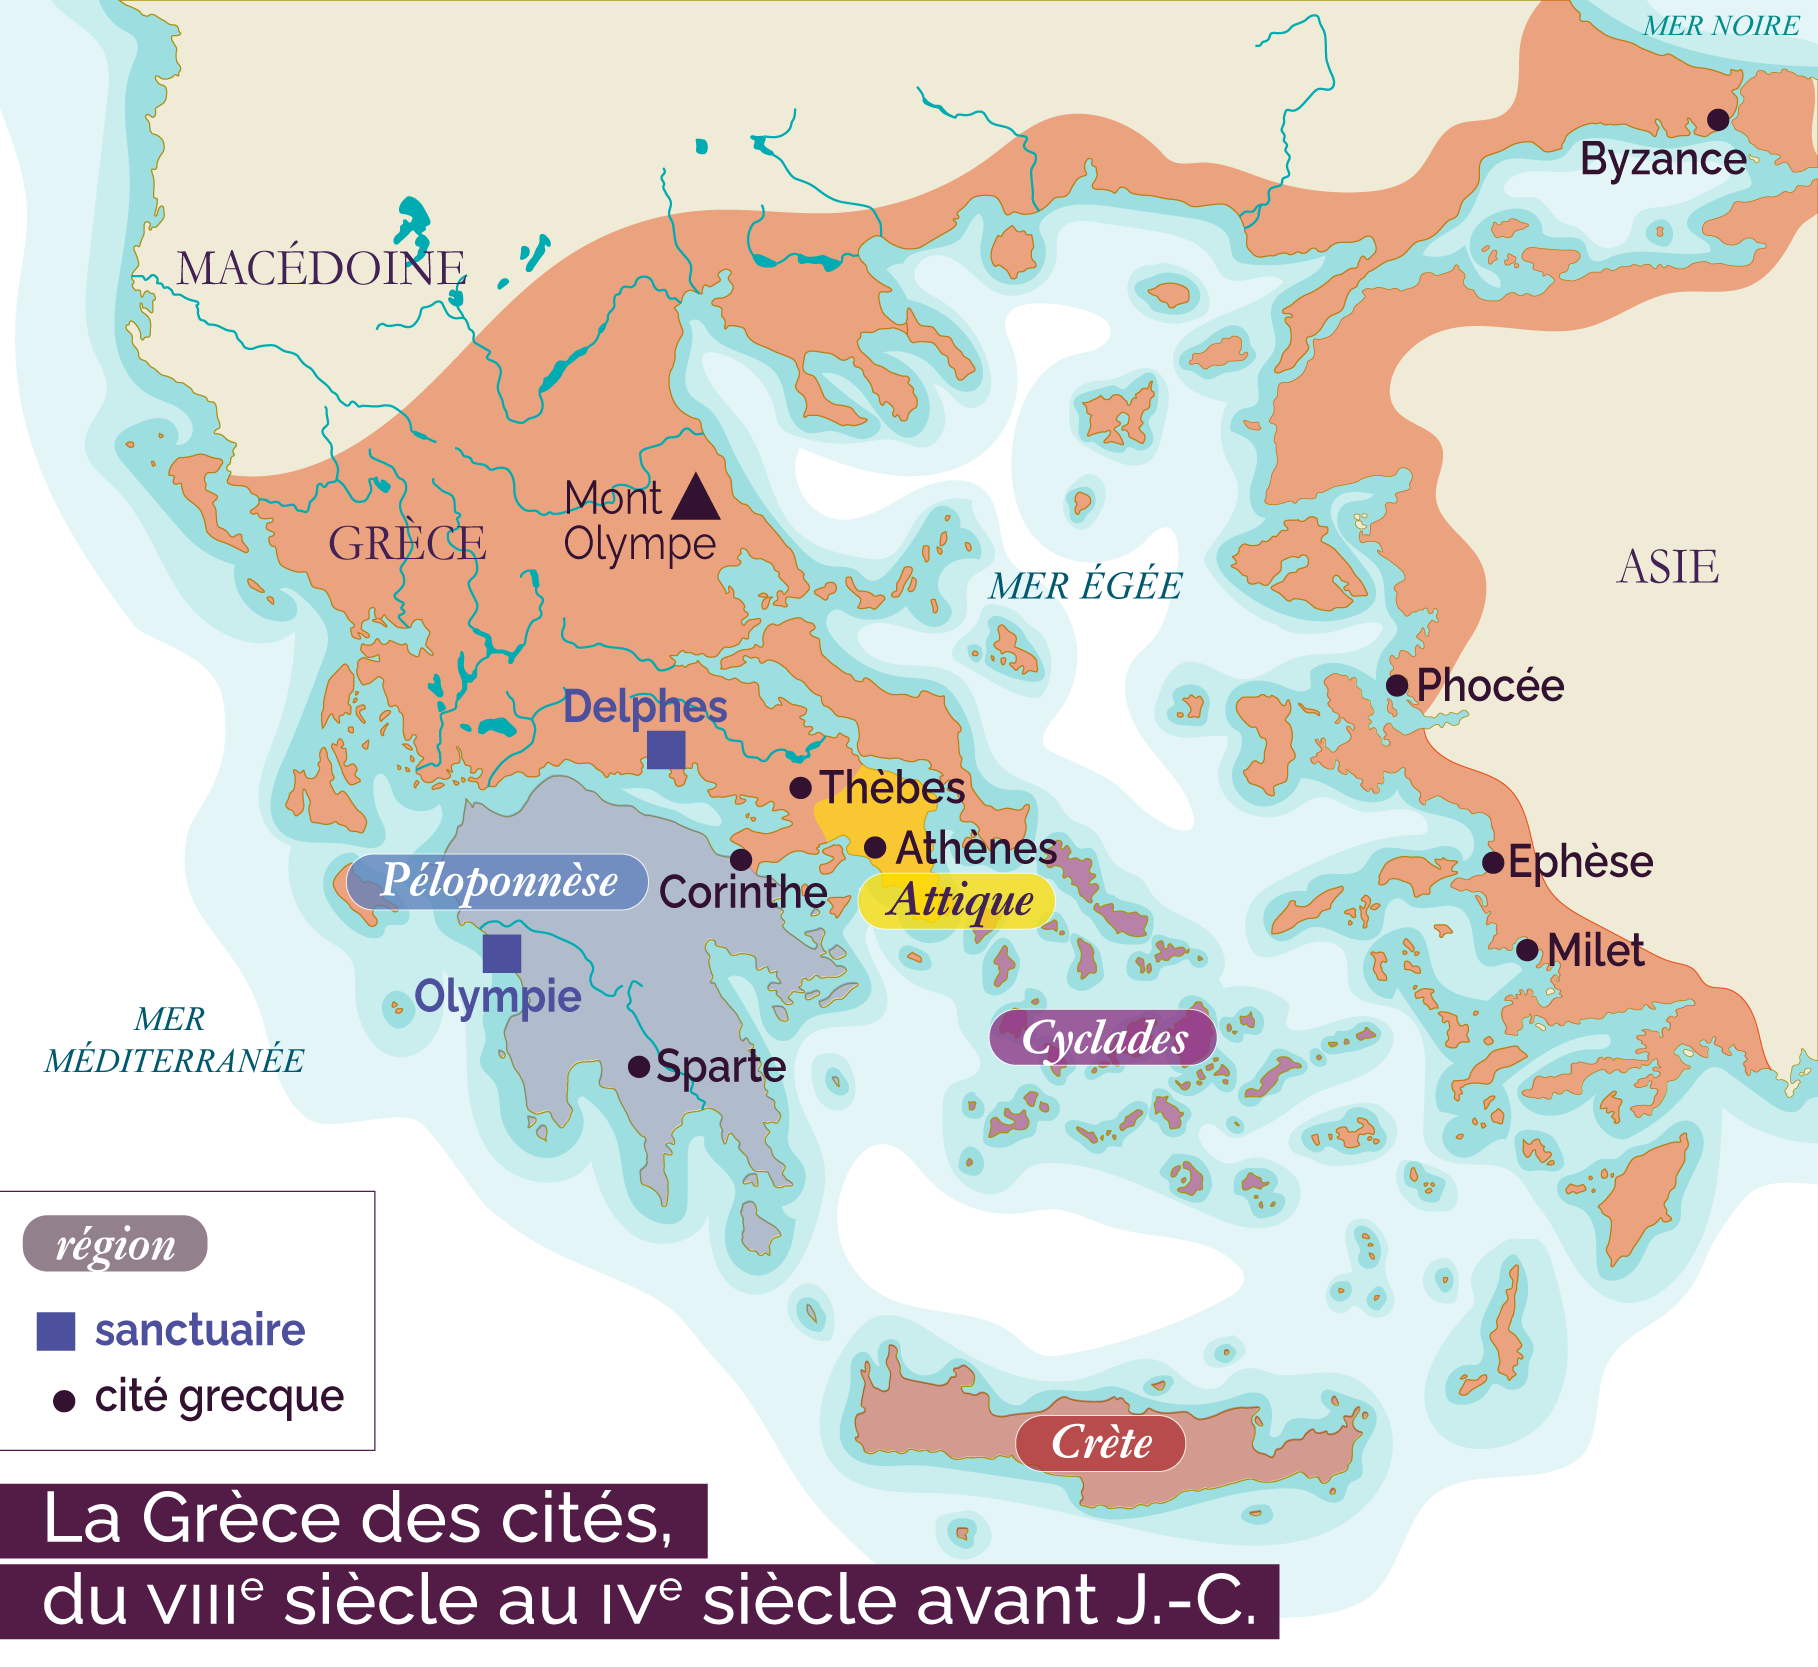 MER NOIRE
Byzance
MACÉDOINE
Mont
Olympe
GRÈCE
MER ÉGÉE
ASIE
Phocée
Delphes
Thèbes
Athènes
Ephèse
Péloponnèse
Corinthe
Attique
Milet
Olympie
MER
MÉDITERRANÉE
Cyclades
Sparte
région
sanctuaire
cité grecque
Crète
La Grèce des cités,
du VIIIe siècle au IVe siècle avant J.-C.